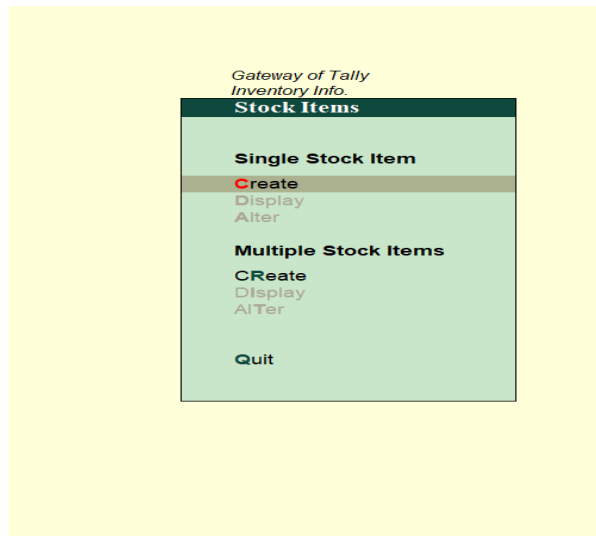 Gateway of Tally
Inventory Info.
Stock Items
Single Stock Item
Create
Display
Alter
Multiple Stock Items
CReate
DIsplay
AlTer
Quit